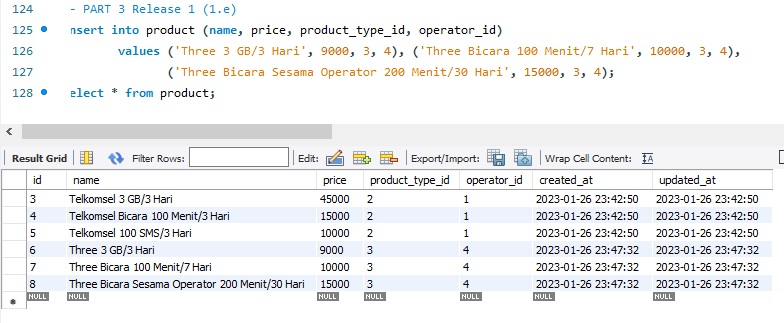 124 - PART 3 Release 1 (1.e)
125 nsert into product (name, price, product_type_id, operator_id)
126 values ('Three 3 GB/3 Hari', 9000, 3, 4), ('Three Bicara 100 Menit/7 Hari', 10000, 3, 4),
127 ('Three Bicara Sesama Operator 200 Menit/30 Hari', 15000, 3, 4);
128 elect * from product;
Result Grid Filter Rows: Edit: Export/Import: Wrap Cell Content: IA
id name price product_type_id operator_id created_at updated_at
3 Telkomsel 3 GB/3 Hari 45000 2 1 2023-01-26 23:42:50 2023-01-26 23:42:50
4 Telkomsel Bicara 100 Menit/3 Hari 15000 2 1 2023-01-26 23:42:50 2023-01-26 23:42:50
5 Telkomsel 100 SMS/3 Hari 10000 2 1 2023-01-26 23:42:50 2023-01-26 23:42:50
6 Three 3 GB/3 Hari 9000 3 4 2023-01-26 23:47:32 2023-01-26 23:47:32
7 Three Bicara 100 Menit/7 Hari 10000 3 4 2023-01-26 23:47:32 2023-01-26 23:47:32
8 Three Bicara Sesama Operator 200 Menit/30 Hari 15000 3 4 2023-01-26 23:47:32 2023-01-26 23:47:32
NULL NULL NULL NULL NULL NULL NULL